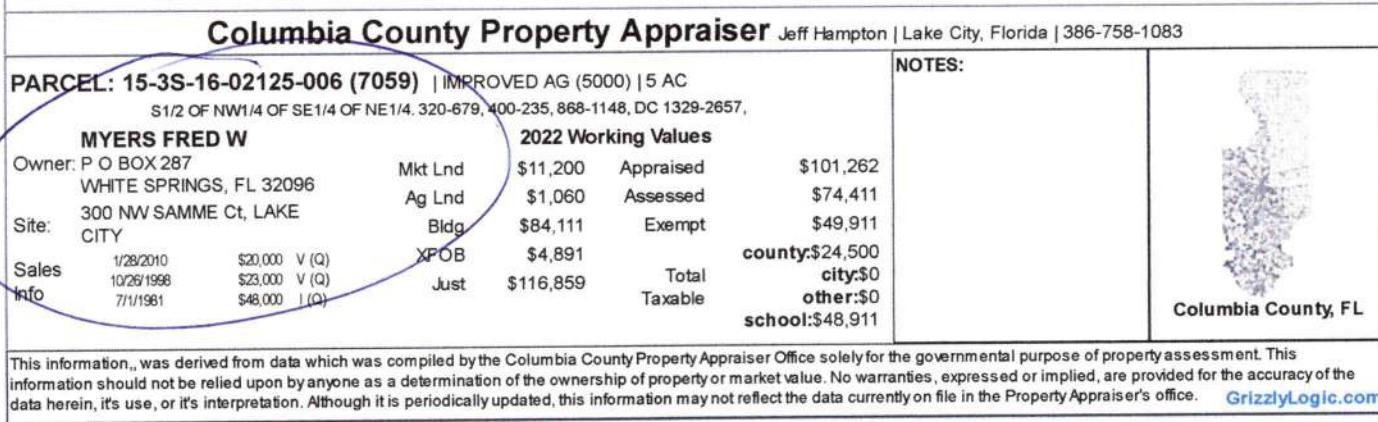 Columbia County Property Appraiser Jeff Hampton | Lake City, Florida | 386-758-1083
PARCEL: 15-3S-16-02125-006 (7059) | IMPROVED AG (5000) | 5 AC
S1/2 OF NW1/4 OF SE1/4 OF NE1/4. 320-679, 400-235, 868-1148, DC 1329-2657,
MYERS FRED W
Owner: P O BOX 287
WHITE SPRINGS, FL 32096
Site: 300 NW SAMME Ct, LAKE
CITY
Sales
Info
1/28/2010 $20,000 V (Q)
10/26/1998 $23,000 V (Q)
7/1/1981 $48,000 I (Q)
2022 Working Values
Mkt Lnd $11,200 Appraised $101,262
Ag Lnd $1,060 Assessed $74,411
Bldg $84,111 Exempt $49,911
XFOB $4,891 county:$24,500
Just $116,859 Total city:$0
Taxable other:$0
school:$48,911
NOTES:
Columbia County, FL
This information,, was derived from data which was compiled by the Columbia County Property Appraiser Office solely for the governmental purpose of property assessment. This
information should not be relied upon by anyone as a determination of the ownership of property or market value. No warranties, expressed or implied, are provided for the accuracy of the
data herein, it's use, or it's interpretation. Although it is periodically updated, this information may not reflect the data currently on file in the Property Appraiser's office. GrizzlyLogic.com